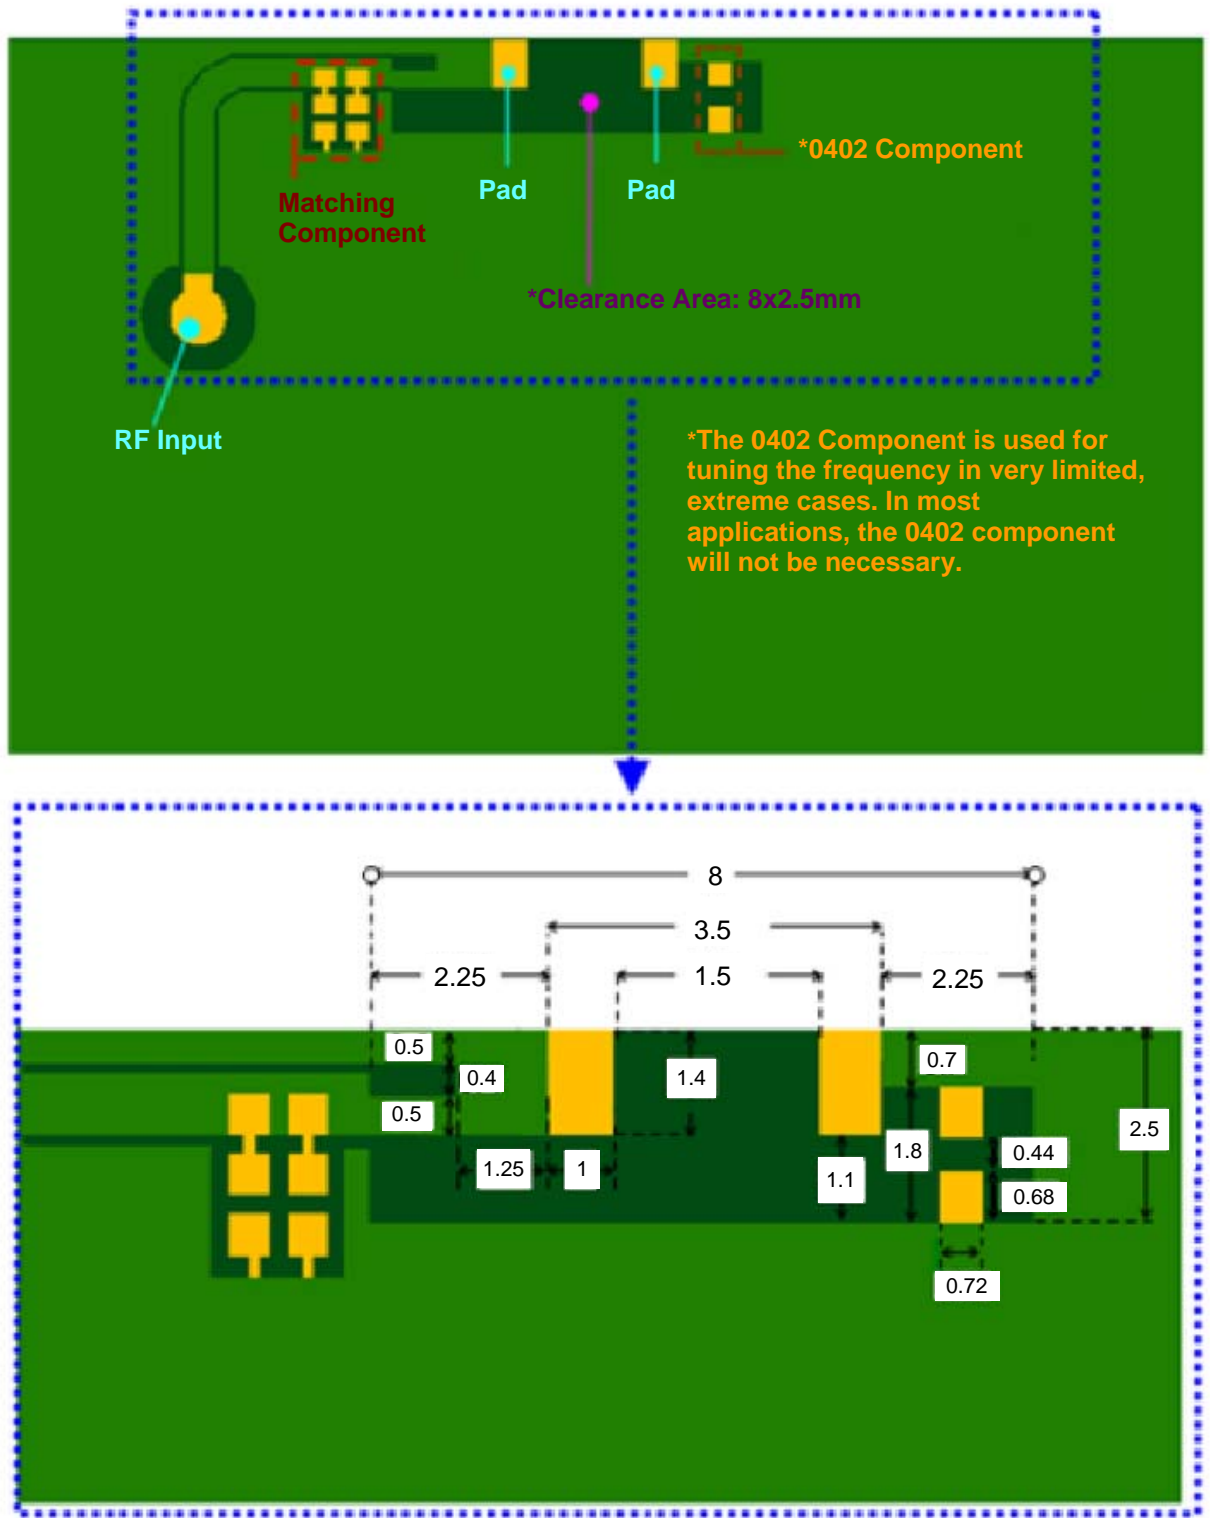 *0402 Component
Pad
Pad
Matching
Component
*Clearance Area: 8x2.5mm
RF Input
*The 0402 Component is used for
tuning the frequency in very limited,
extreme cases. In most
applications, the 0402 component
will not be necessary.
8
3.5
2.25
1.5
2.25
0.5
0.4
0.5
1.4
0.7
2.5
1.25
1
1.1
1.8
0.44
0.68
0.72